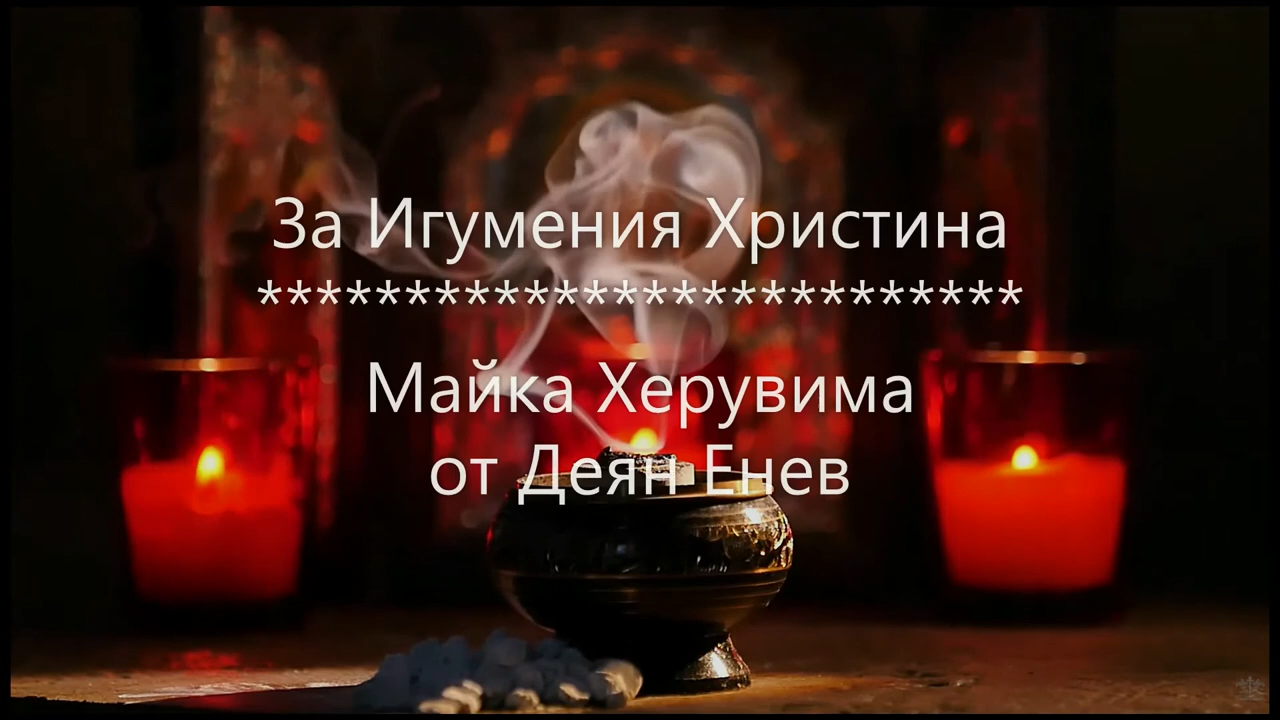 За Игумения Христина
**************************
Майка Херувима
от Деян Енев